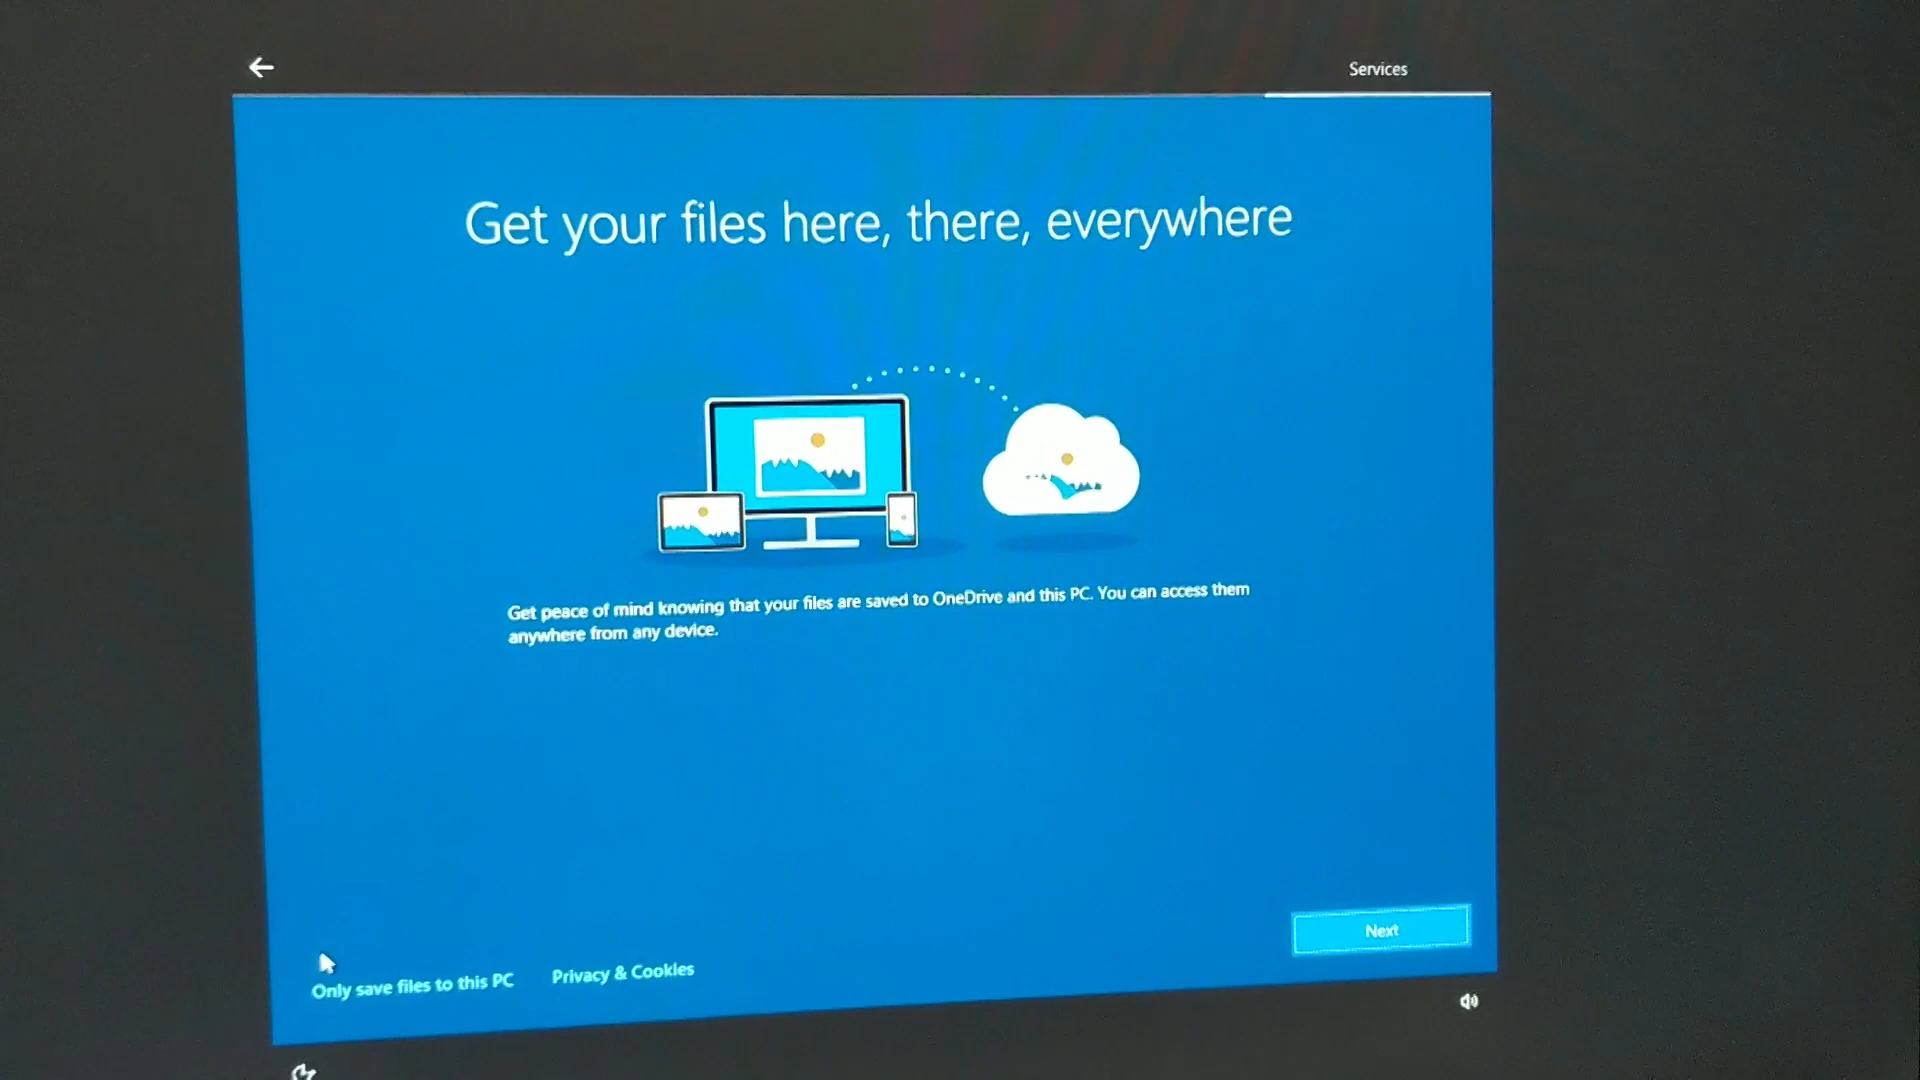 Services
Get your files here, there, everywhere
Get peace of mind knowing that your files are saved to OneDrive and this PC. You can access them
anywhere from any device.
Next
Only save files to this PC
Privacy & Cookies